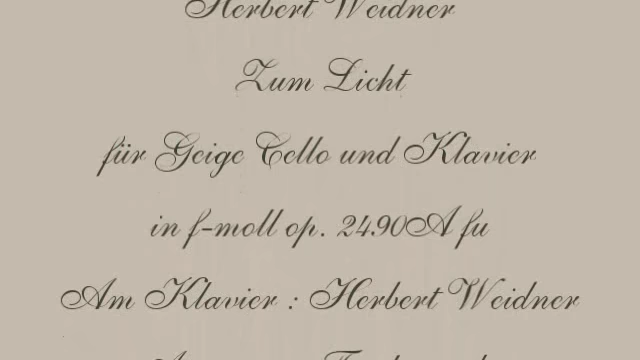 Herbert Weidner
Zum Licht
für Geige Cello und Klavier
in f-moll op. 2490A fu
Am Klavier : Herbert Weidner